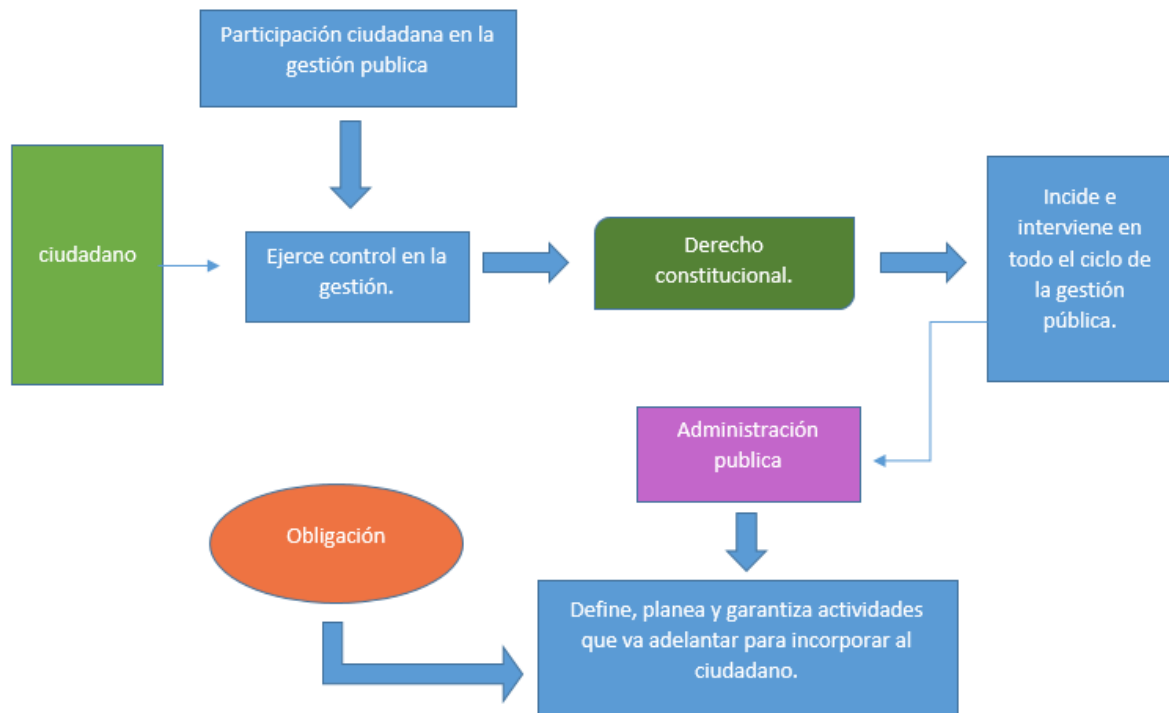 Participación ciudadana en la
gestión publica
ciudadano
Ejerce control en la
gestión.
Derecho
constitucional.
Incide e
interviene en
todo el ciclo de
la gestión
pública.
Administración
publica
Obligación
Define, planea y garantiza actividades
que va adelantar para incorporar al
ciudadano.